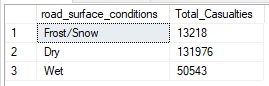 road_surface_conditions Total_Casualties
1 Frost/Snow 13218
2 Dry 131976
3 Wet 50543